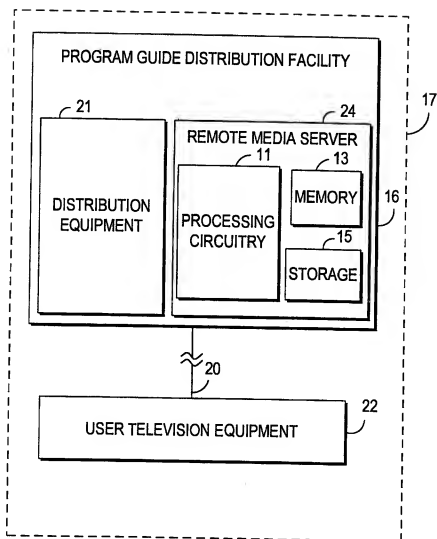 PROGRAM GUIDE DISTRIBUTION FACILITY
17
21
24
REMOTE MEDIA SERVER
11
13
16
MEMORY
DISTRIBUTION
EQUIPMENT
PROCESSING
CIRCUITRY
15
STORAGE
20
22
USER TELEVISION EQUIPMENT